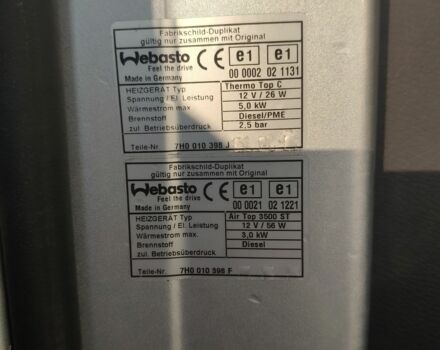 Fabrikschild-Duplikat
gültig nur zusammen mit Original
Webasto CE e1 e1
Feel the drive
Made in Germany 00 0002 02 1131
HEIZGERÄT Typ Thermo Top C
Spannung / El. Leistung 12 V / 26 W
Wärmestrom max. 5,0 kW
Brennstoff Diesel/PME
zul. Betriebsüberdruck 2,5 bar
Teile-Nr. 7H0 010 398 J
Fabrikschild-Duplikat
gültig nur zusammen mit Original
Webasto CE e1 e1
Feel the drive
Made in Germany 00 0021 02 1221
HEIZGERÄT Typ Air Top 3500 ST
Spannung / El. Leistung 12 V / 56 W
Wärmestrom max. 3,0 kW
Brennstoff Diesel
zul. Betriebsüberdruck
Teile-Nr. 7H0 010 398 F